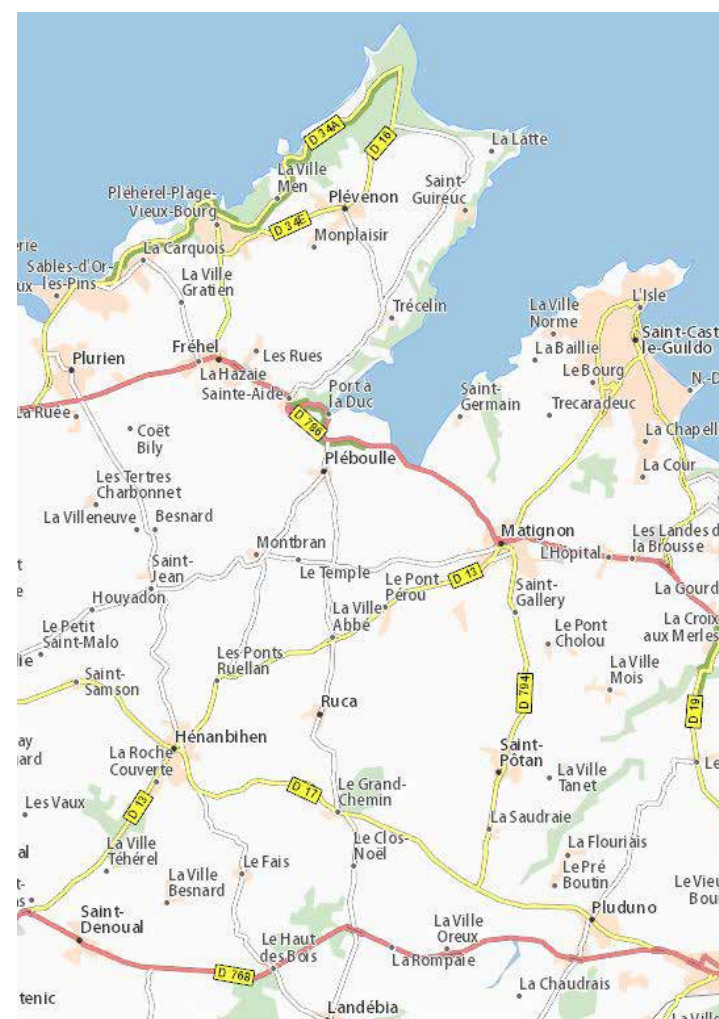 D 34A
D 16
La Latte
La Ville
Men
Pléhérel-Plage-
Vieux-Bourg
Plévenon
Saint-
Guireuc
D 34E
Monplaisir
La Carquois
Sables-d'Or-
les-Pins
La Ville
Gratien
Trécelin
La Ville
Norme
L'Isle
Saint-Cast
le-Guildo
Fréhel
Les Rues
La Baillie
Plurien
La Hazaie
Le Bourg
N.-D
Sainte-Aide
Port à
la Duc
Saint-
Germain
Trecaradeuc
La Ruée
D 786
Coët
Bily
La Chapell
Pléboulle
La Cour
Les Tertres
Charbonnet
La Villeneuve
Besnard
Matignon
Les Landes d
la Brousse
Montbran
L'Hôpital
Saint-
Jean
Le Temple
Le Pont-
Pérou
D 13
Saint-
Gallery
La Gourd
Houyadon
La Ville
Abbé
La Croix
aux Merles
Le Petit
Saint-Malo
Le Pont
Cholou
Les Ponts
Ruellan
La Ville
Mois
Saint-
Samson
D 794
D 19
Ruca
Hénanbihen
La Roche
Couverte
Saint-
Pôtan
La Ville
Tanet
Le
Les Vaux
D 13
D 17
Le Grand-
Chemin
La Saudraie
La Ville
Téhérel
Le Clos-
Noël
La Flouriais
La Ville
Besnard
Le Fais
Le Pré
Boutin
Le Vieu
Bou
Saint-
Denoual
Pluduno
Le Haut
des Bois
La Ville
Oreux
La Rompaie
D 768
La Chaudrais
tenic
Landébia
La Ville